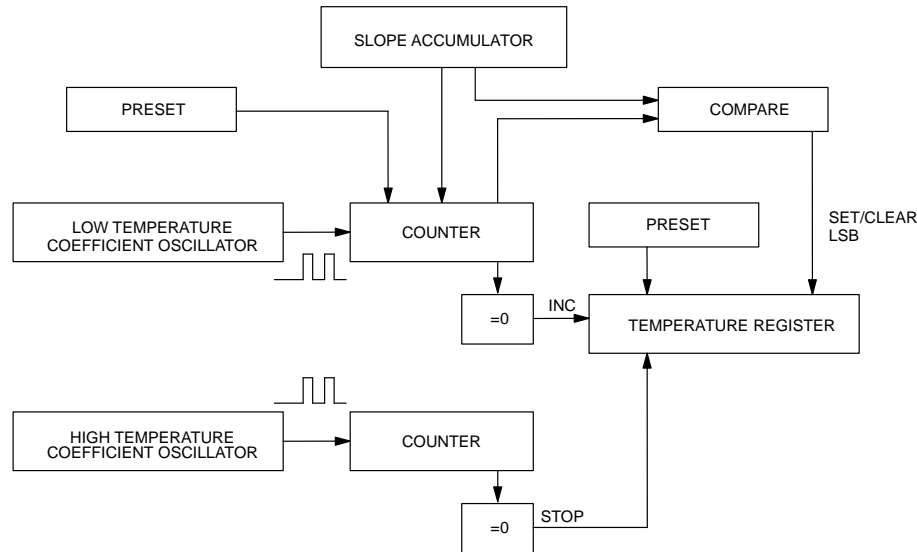 SLOPE ACCUMULATOR
PRESET
COMPARE
LOW TEMPERATURE
COEFFICIENT OSCILLATOR
COUNTER
PRESET
SET/CLEAR
LSB
=0
INC
TEMPERATURE REGISTER
HIGH TEMPERATURE
COEFFICIENT OSCILLATOR
COUNTER
=0
STOP